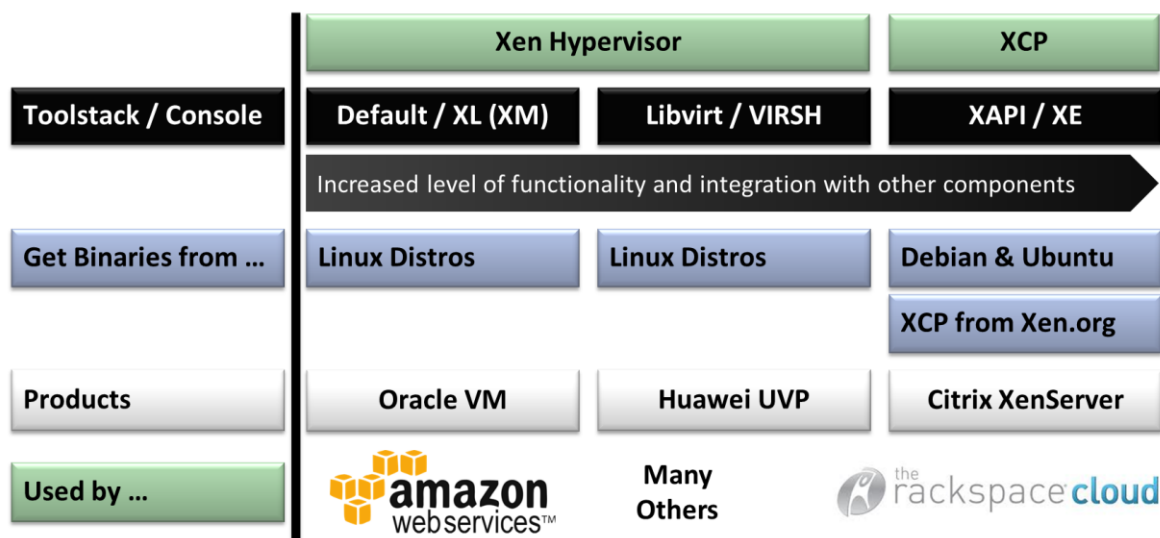 Xen Hypervisor
XCP
Toolstack / Console
Default / XL (XM)
Libvirt / VIRSH
XAPI / XE
Increased level of functionality and integration with other components
Get Binaries from ...
Linux Distros
Linux Distros
Debian & Ubuntu
XCP from Xen.org
Products
Oracle VM
Huawei UVP
Citrix XenServer
Used by ...
amazon
webservices™
Many
Others
the
rackspace cloud